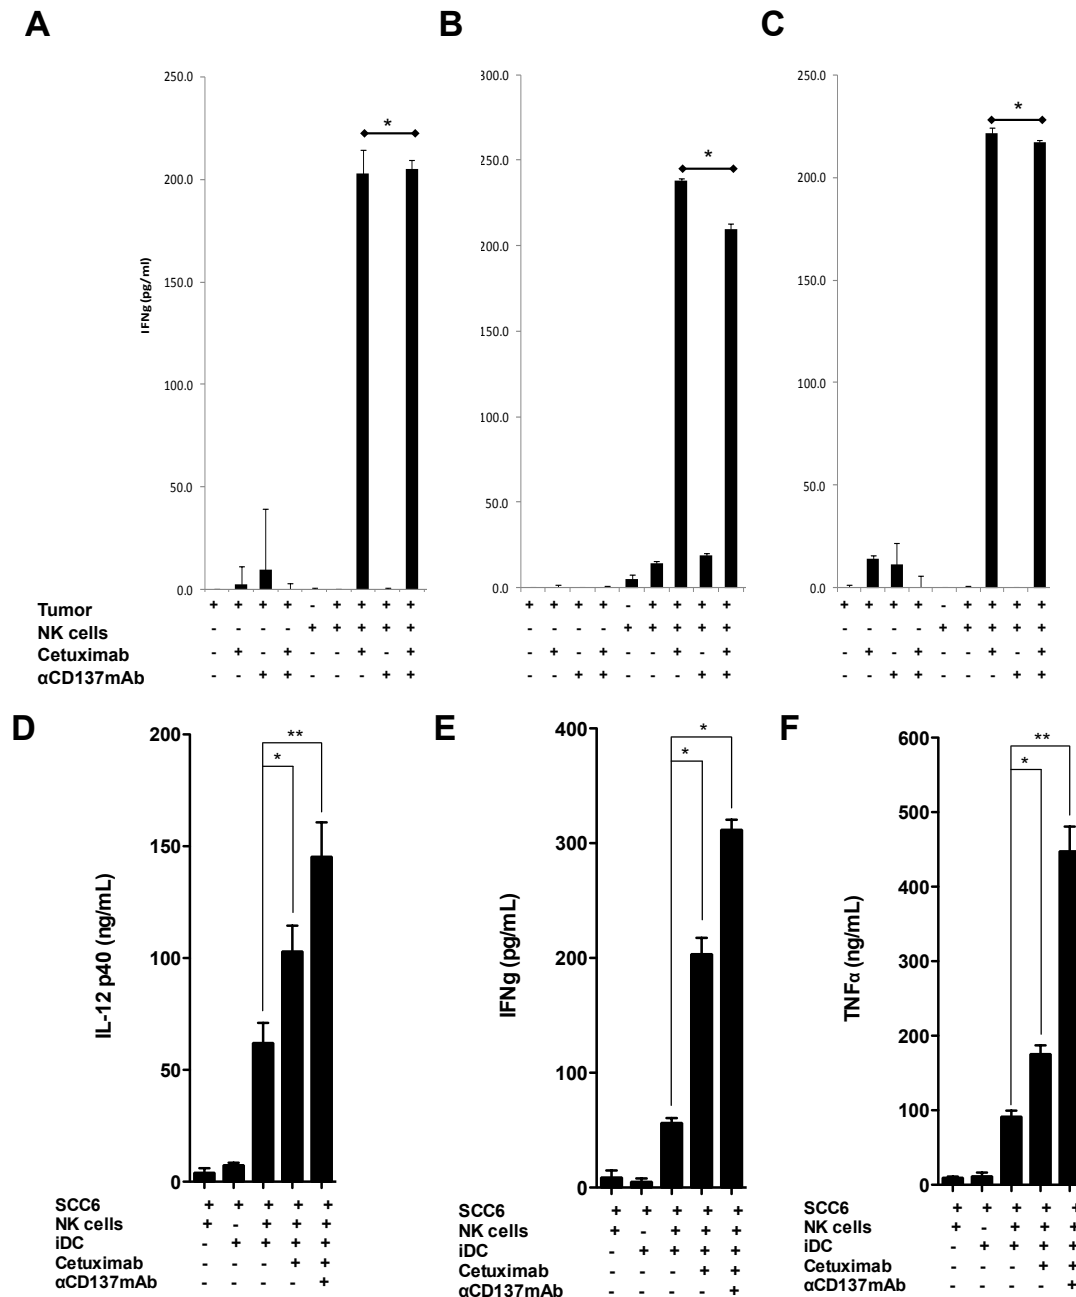 A B C
250.0 300.0 250.0
* * *
200.0 250.0 200.0
150.0 200.0 150.0
IFNg (pg/ml)
100.0 150.0 100.0
50.0 100.0 50.0
0.0 50.0 0.0
0.0
Tumor + + + + - + + + + + + + + - + + + + + + + + - + + + +
NK cells - - - - + + + + + - - - - + + + + + - - - - + + + + +
Cetuximab - + - + - - + - + - + - + - - + - + - + - + - - + - +
αCD137mAb - - + + - - - + + - - + + - - - + + - - + + - - - + +
D E F
200 400 600
** * **
* * *
500
150 300
400
IL-12 p40 (ng/mL) IFNg (pg/mL) TNFα (ng/mL)
100 200 300
200
50 100
100
0 0 0
SCC6 + + + + +
NK cells + - + + +
iDC - + + + +
Cetuximab - - - + +
αCD137mAb - - - - +
SCC6 + + + + +
NK cells + - + + +
iDC - + + + +
Cetuximab - - - + +
αCD137mAb - - - - +
SCC6 + + + + +
NK cells + - + + +
iDC - + + + +
Cetuximab - - - + +
αCD137mAb - - - - +